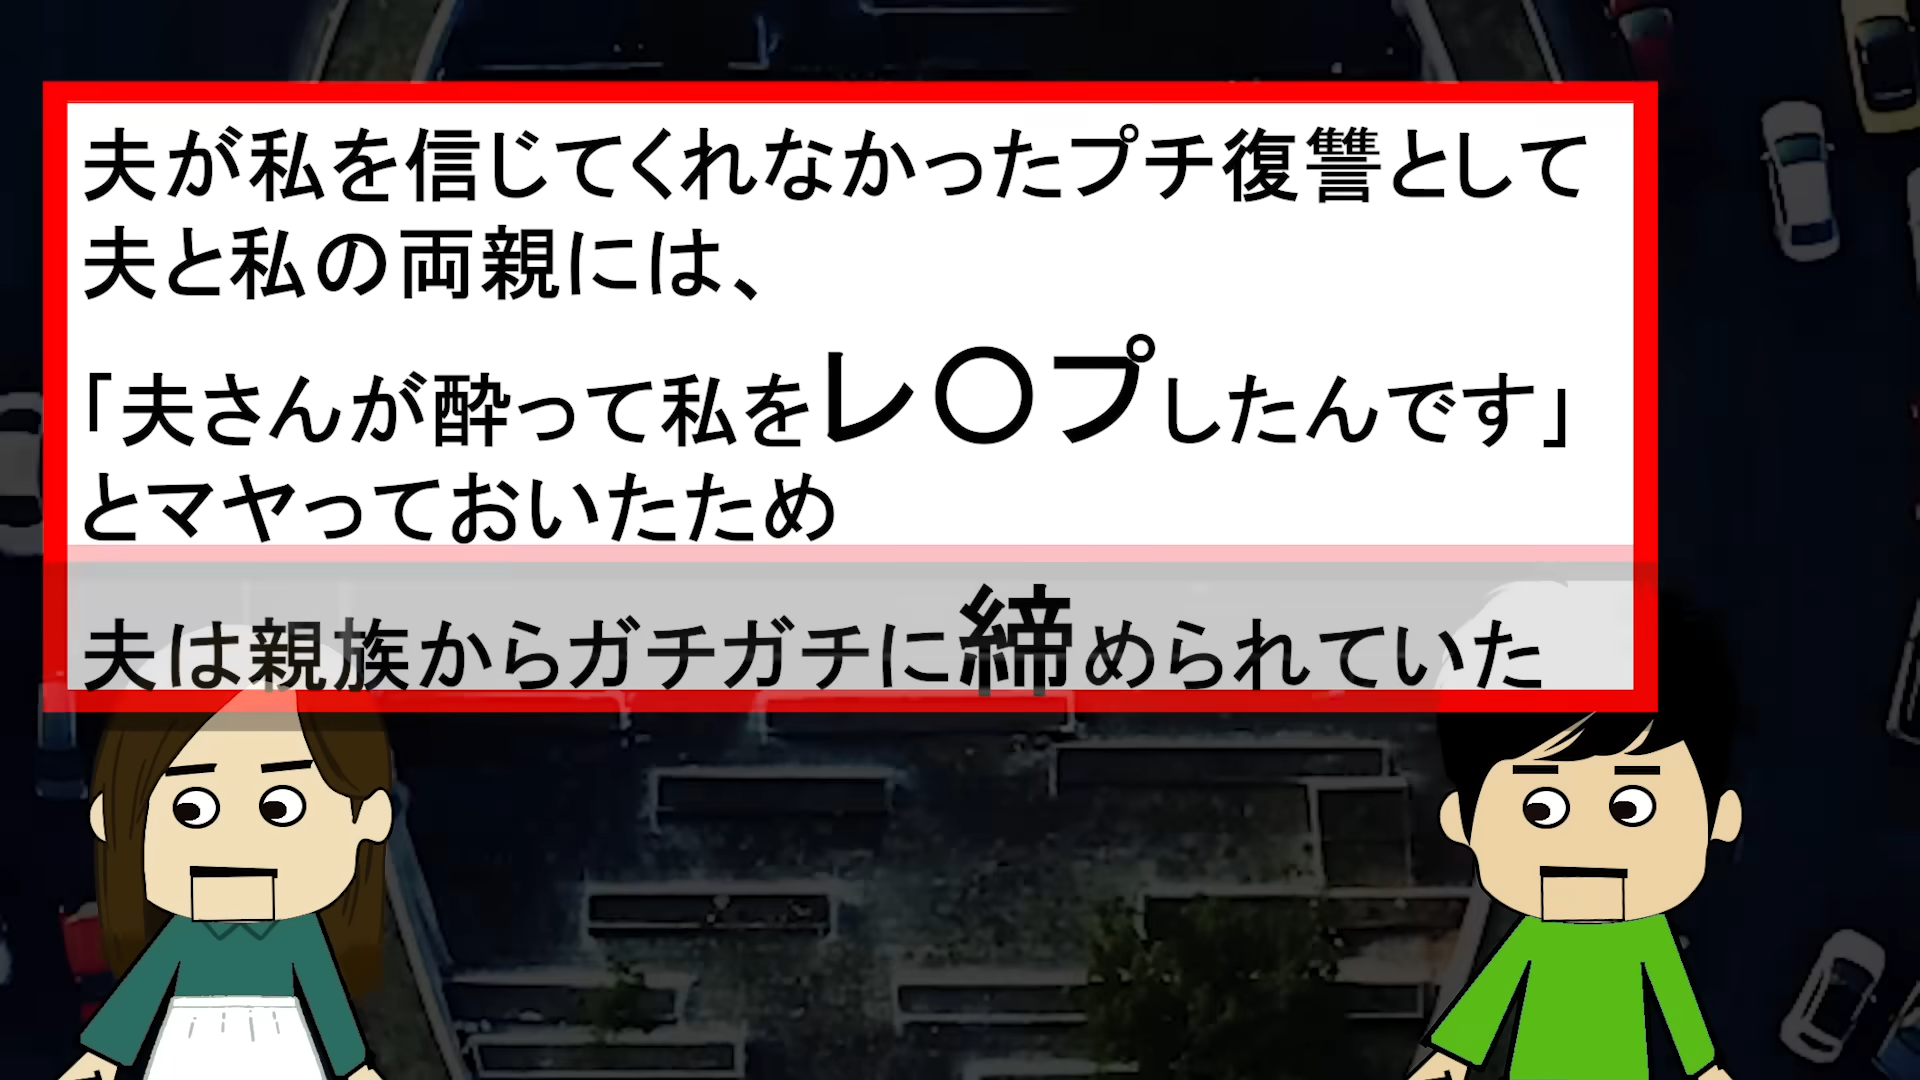 夫が私を信じてくれなかったプチ復讐として
夫と私の両親には、
「夫さんが酔って私をレ〇プしたんです」
とマヤっておいたため
夫は親族からガチガチに締められていた